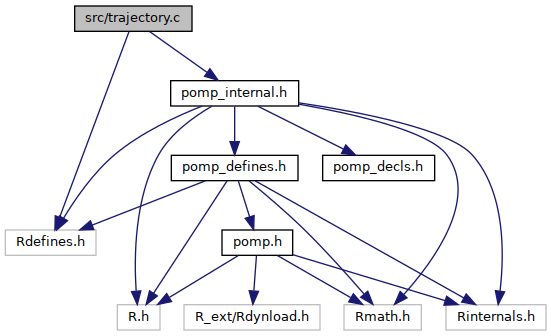 src/trajectory.c
pomp_internal.h
pomp_defines.h
pomp_decls.h
Rdefines.h
pomp.h
R.h
R_ext/Rdynload.h
Rmath.h
Rinternals.h